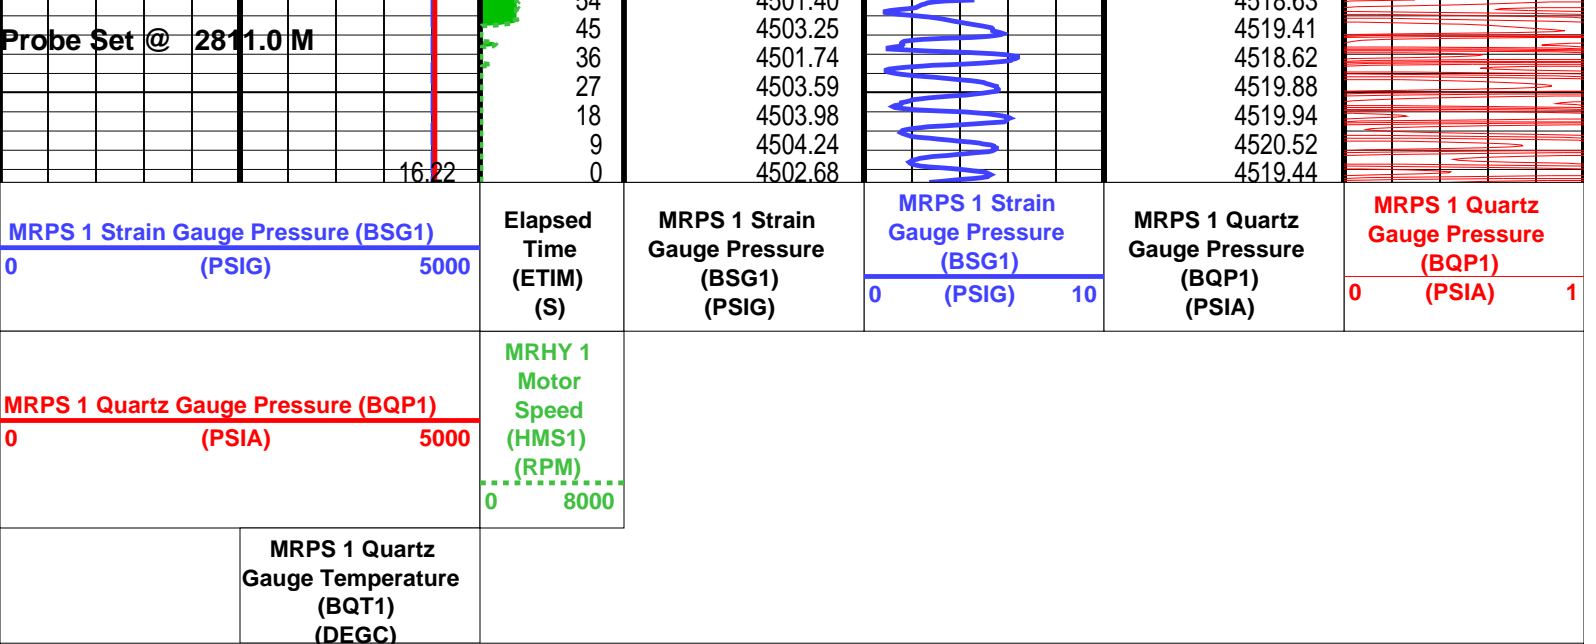 54 4501.40 4518.63
45 4503.25 4519.41
Probe Set @ 2811.0 M
36 4501.74 4518.62
27 4503.59 4519.88
18 4503.98 4519.94
9 4504.24 4520.52
16.22 0 4502.68 4519.44
MRPS 1 Strain Gauge Pressure (BSG1)
0 (PSIG) 5000
Elapsed
Time
(ETIM)
(S)
MRPS 1 Strain
Gauge Pressure
(BSG1)
(PSIG)
MRPS 1 Strain
Gauge Pressure
(BSG1)
0 (PSIG) 10
MRPS 1 Quartz
Gauge Pressure
(BQP1)
(PSIA)
MRPS 1 Quartz
Gauge Pressure
(BQP1)
0 (PSIA) 1
MRPS 1 Quartz Gauge Pressure (BQP1)
0 (PSIA) 5000
MRHY 1
Motor
Speed
(HMS1)
(RPM)
0 8000
MRPS 1 Quartz
Gauge Temperature
(BQT1)
(DEGC)